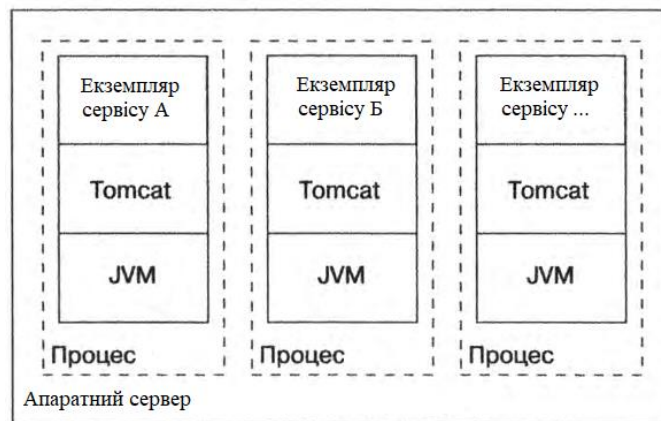 Екземпляр
сервісу А
Екземпляр
сервісу Б
Екземпляр
сервісу ...
Tomcat
Tomcat
Tomcat
JVM
JVM
JVM
Процес
Процес
Процес
Апаратний сервер